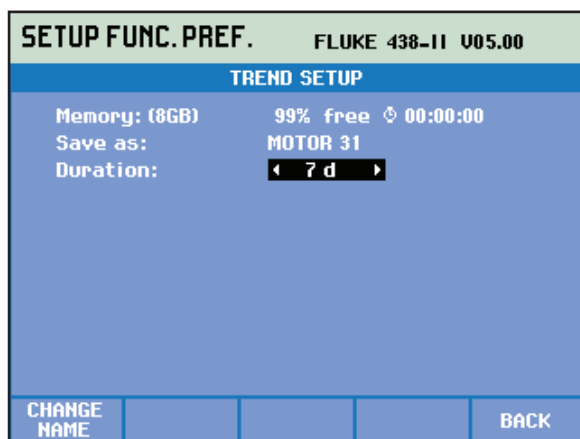 SETUP FUNC. PREF. FLUKE 438-II V05.00
TREND SETUP
Memory: (8GB) 99% free 00:00:00
Save as: MOTOR 31
Duration: 7 d
CHANGE NAME BACK